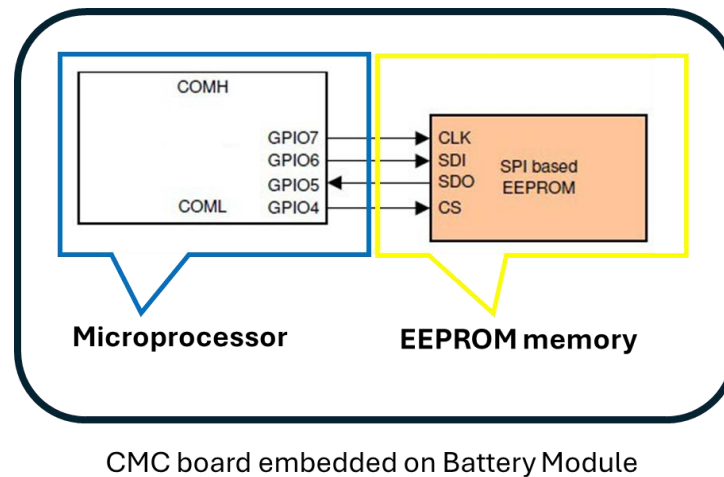 COMH
GPIO7
GPIO6
GPIO5
COML GPIO4
CLK
SDI
SDO
CS
SPI based
EEPROM
Microprocessor
EEPROM memory
CMC board embedded on Battery Module